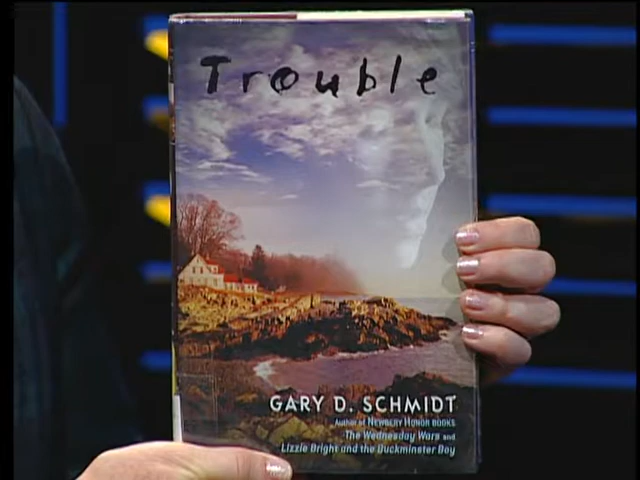 Trouble
GARY D. SCHMIDT
Author of NEWBERY HONOR BOOKS
The Wednesday Wars and
Lizzie Bright and the Buckminster Boy